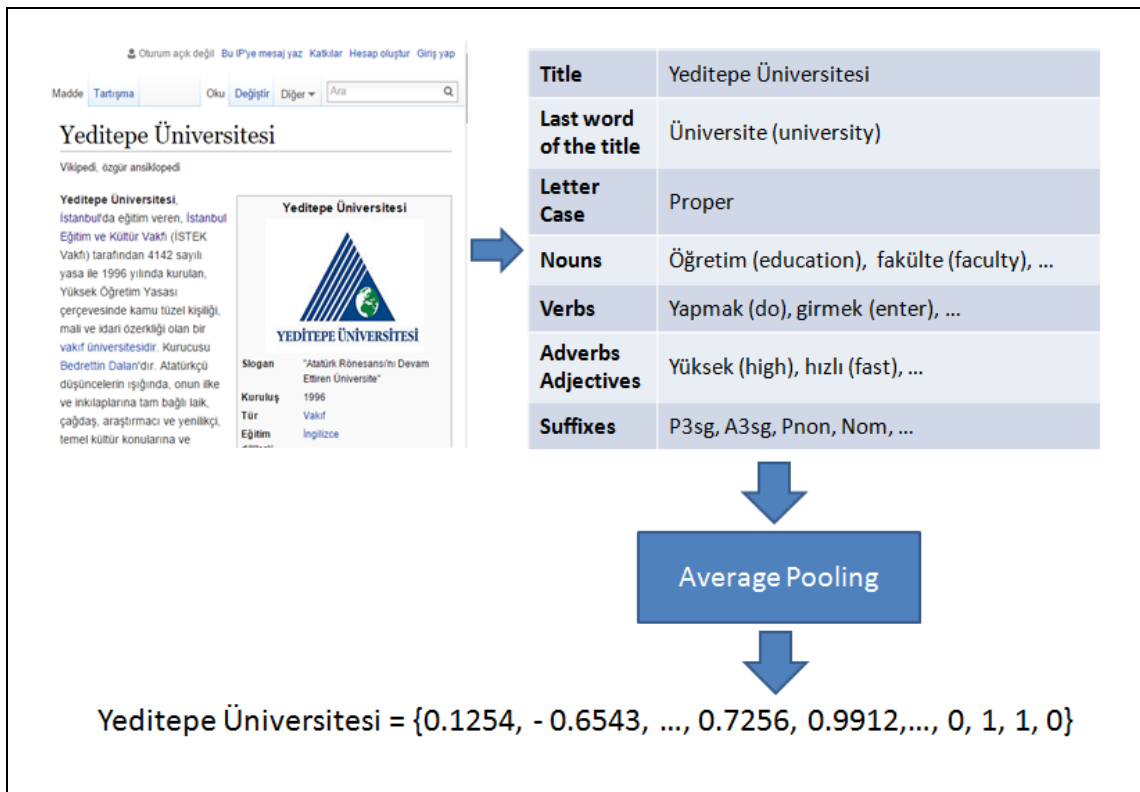 Oturum açık değil Bu IP'ye mesaj yaz Katkılar Hesap oluştur Giriş yap
Madde Tartışma Oku Değiştir Diğer Ara
Yeditepe Üniversitesi
Vikipedi, özgür ansiklopedi
Yeditepe Üniversitesi,
İstanbul'da eğitim veren, İstanbul
Eğitim ve Kültür Vakfı (İSTEK
Vakfı) tarafından 4142 sayılı
yasa ile 1996 yılında kurulan,
Yüksek Öğretim Yasası
çerçevesinde kamu tüzel kişiliği,
mali ve idari özerkliği olan bir
vakıf üniversitesidir. Kurucusu
Bedrettin Dalan'dır. Atatürkçü
düşüncelerin ışığında, onun ilke
ve inkılaplarına tam bağlı laik,
çağdaş, araştırmacı ve yenilikçi,
temel kültür konularına ve
Yeditepe Üniversitesi
YEDİTEPE ÜNİVERSİTESİ
Slogan "Atatürk Rönesansı'nı Devam
Ettiren Üniversite"
Kuruluş 1996
Tür Vakıf
Eğitim İngilizce
Title Yeditepe Üniversitesi
Last word
of the title Üniversite (university)
Letter
Case Proper
Nouns Öğretim (education), fakülte (faculty), ...
Verbs Yapmak (do), girmek (enter), ...
Adverbs
Adjectives Yüksek (high), hızlı (fast), ...
Suffixes P3sg, A3sg, Pnon, Nom, ...
Average Pooling
Yeditepe Üniversitesi = {0.1254, - 0.6543, ..., 0.7256, 0.9912,..., 0, 1, 1, 0}